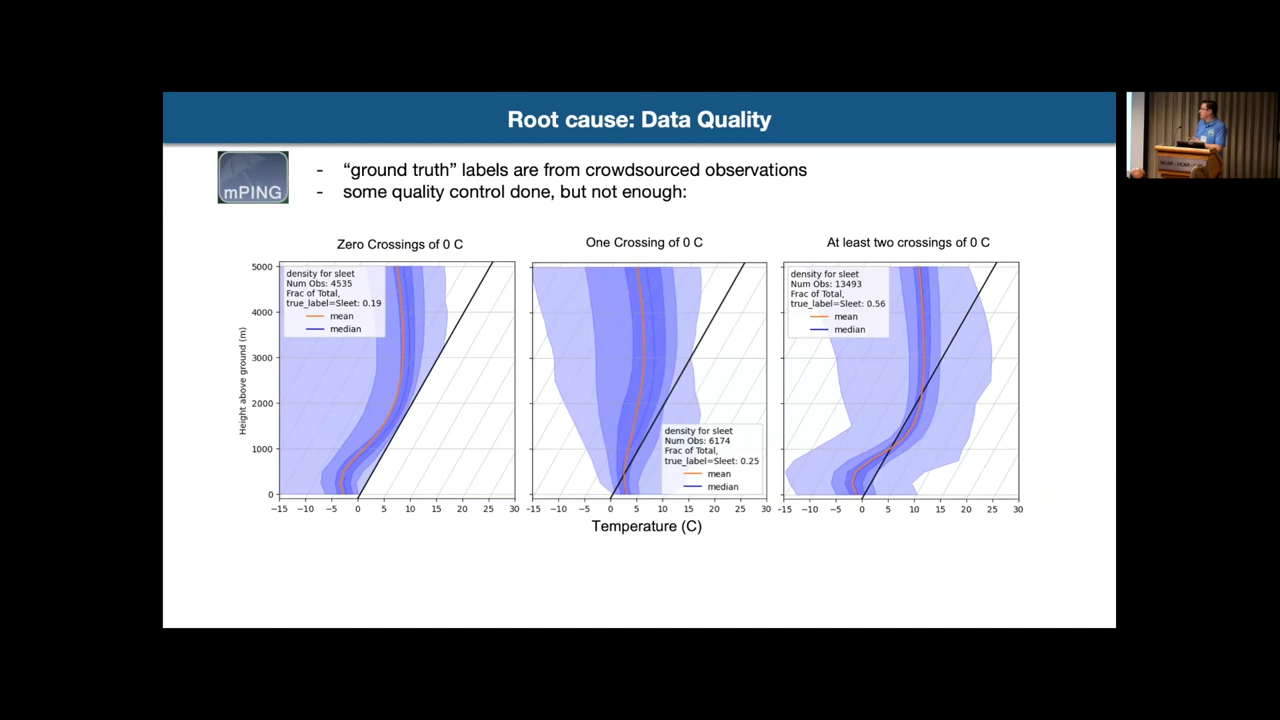 Root cause: Data Quality
mPING
- “ground truth” labels are from crowdsourced observations
- some quality control done, but not enough:
Zero Crossings of 0 C
One Crossing of 0 C
At least two crossings of 0 C
density for sleet
Num Obs: 4535
Frac of Total,
true_label=Sleet: 0.19
mean
median
density for sleet
Num Obs: 6174
Frac of Total,
true_label=Sleet: 0.25
mean
median
density for sleet
Num Obs: 13493
Frac of Total,
true_label=Sleet: 0.56
mean
median
Height above ground (m)
5000
4000
3000
2000
1000
0
−15 −10 −5 0 5 10 15 20 25 30
−15 −10 −5 0 5 10 15 20 25 30
−15 −10 −5 0 5 10 15 20 25 30
Temperature (C)